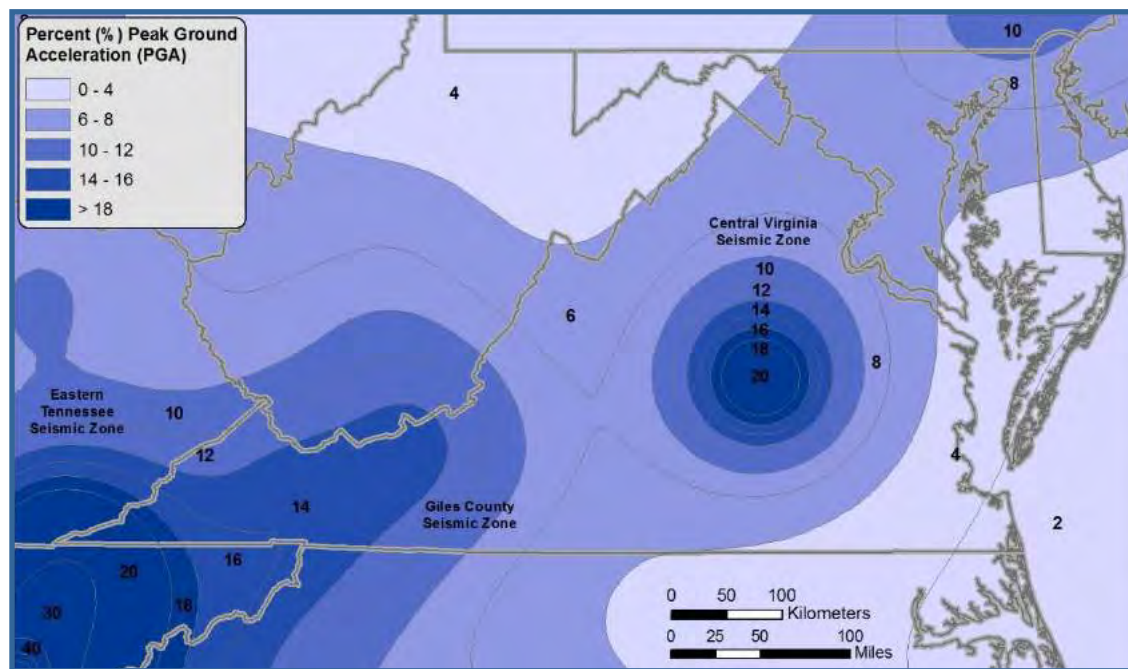 Percent (%) Peak Ground
Acceleration (PGA)
0 - 4
6 - 8
10 - 12
14 - 16
> 18
10
8
4
Central Virginia
Seismic Zone
10
12
14
16
18
20
6
8
Eastern
Tennessee
Seismic Zone
10
12
14
Giles County
Seismic Zone
4
2
16
20
18
30
40
0 50 100
Kilometers
0 25 50 100
Miles